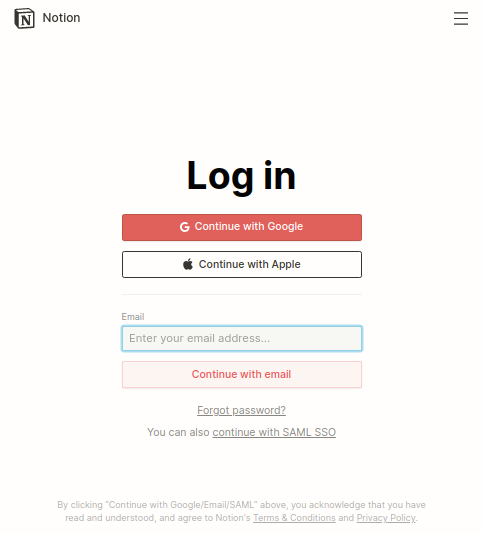 Notion
Log in
Continue with Google
Continue with Apple
Email
Enter your email address...
Continue with email
Forgot password?
You can also continue with SAML SSO
By clicking "Continue with Google/Email/SAML" above, you acknowledge that you have
read and understood, and agree to Notion's Terms & Conditions and Privacy Policy.